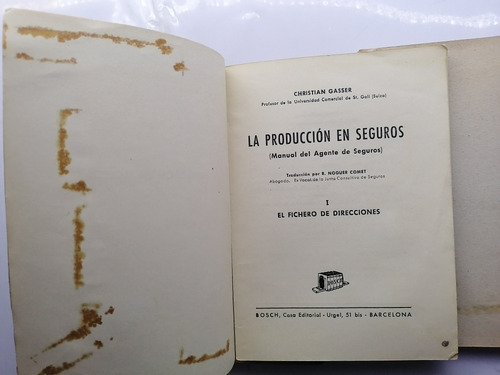 CHRISTIAN GASSER
Profesor de la Universidad Comercial de St. Gall (Suiza)
LA PRODUCCIÓN EN SEGUROS
(Manual del Agente de Seguros)
Traducción por R. NOGUER COMET
Abogado. Ex Vocal de la Junta Consultiva de Seguros
I
EL FICHERO DE DIRECCIONES
BOSCH
BOSCH, Casa Editorial - Urgel, 51 bis - BARCELONA